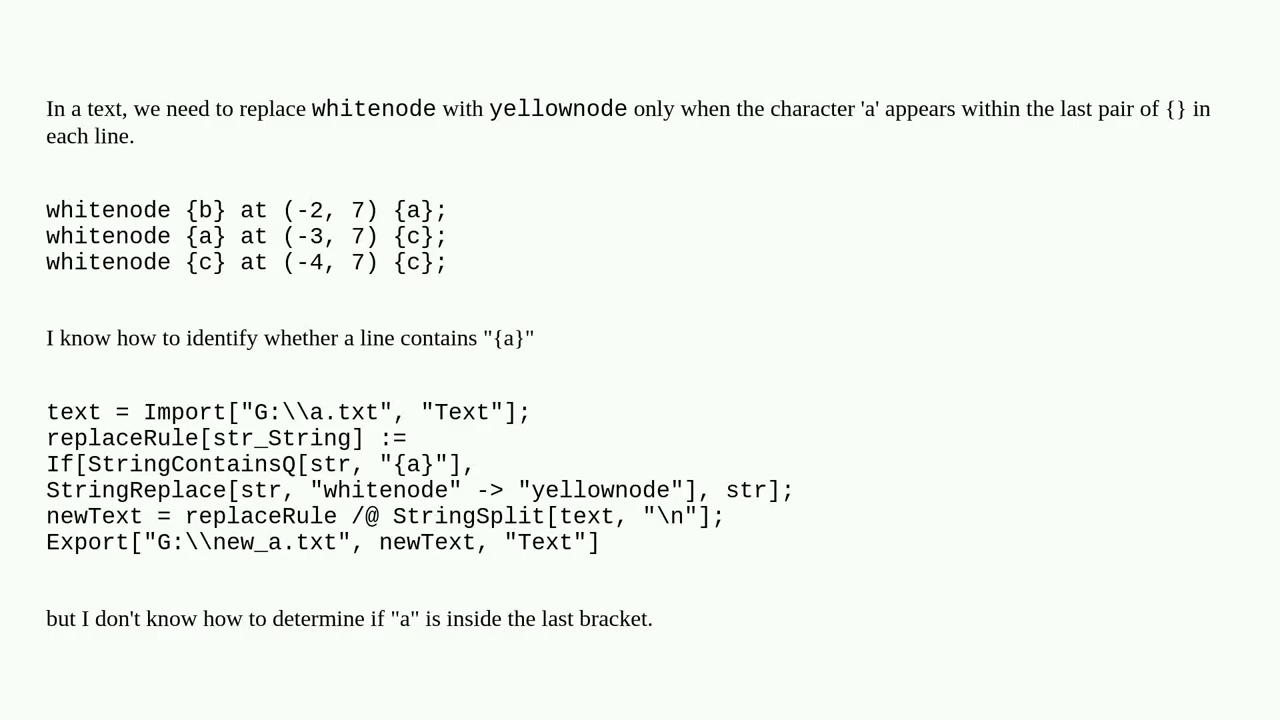 In a text, we need to replace whitenode with yellownode only when the character 'a' appears within the last pair of {} in
each line.
whitenode {b} at (-2, 7) {a};
whitenode {a} at (-3, 7) {c};
whitenode {c} at (-4, 7) {c};
I know how to identify whether a line contains "{a}"
text = Import["G:\\a.txt", "Text"];
replaceRule[str_String] :=
If[StringContainsQ[str, "{a}"],
StringReplace[str, "whitenode" -> "yellownode"], str];
newText = replaceRule /@ StringSplit[text, "\n"];
Export["G:\\new_a.txt", newText, "Text"]
but I don't know how to determine if "a" is inside the last bracket.